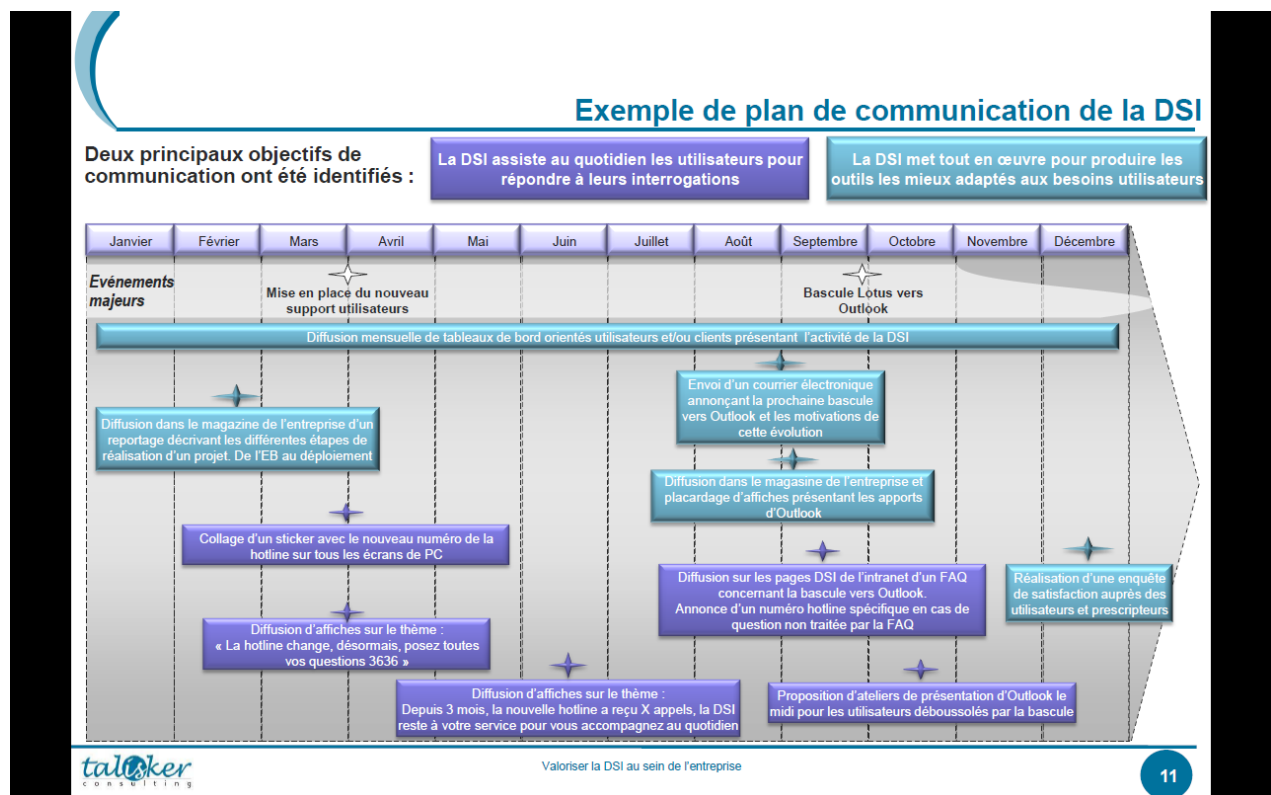 Exemple de plan de communication de la DSI
Deux principaux objectifs de
communication ont été identifiés :
La DSI assiste au quotidien les utilisateurs pour
répondre à leurs interrogations
La DSI met tout en œuvre pour produire les
outils les mieux adaptés aux besoins utilisateurs
Janvier
Février
Mars
Avril
Mai
Juin
Juillet
Août
Septembre
Octobre
Novembre
Décembre
Evénements
majeurs
Mise en place du nouveau
support utilisateurs
Bascule Lotus vers
Outlook
Diffusion mensuelle de tableaux de bord orientés utilisateurs et/ou clients présentant l'activité de la DSI
Envoi d'un courrier électronique
annonçant la prochaine bascule
vers Outlook et les motivations de
cette évolution
Diffusion dans le magazine de l'entreprise d'un
reportage décrivant les différentes étapes de
réalisation d'un projet. De l'EB au déploiement
Diffusion dans le magasine de l'entreprise et
placardage d'affiches présentant les apports
d'Outlook
Collage d'un sticker avec le nouveau numéro de la
hotline sur tous les écrans de PC
Diffusion sur les pages DSI de l'intranet d'un FAQ
concernant la bascule vers Outlook.
Annonce d'un numéro hotline spécifique en cas de
question non traitée par la FAQ
Réalisation d'une enquête
de satisfaction auprès des
utilisateurs et prescripteurs
Diffusion d'affiches sur le thème :
« La hotline change, désormais, posez toutes
vos questions 3636 »
Diffusion d'affiches sur le thème :
Depuis 3 mois, la nouvelle hotline a reçu X appels, la DSI
reste à votre service pour vous accompagnez au quotidien
Proposition d'ateliers de présentation d'Outlook le
midi pour les utilisateurs déboussolés par la bascule
talisker
consulting
Valoriser la DSI au sein de l'entreprise
11